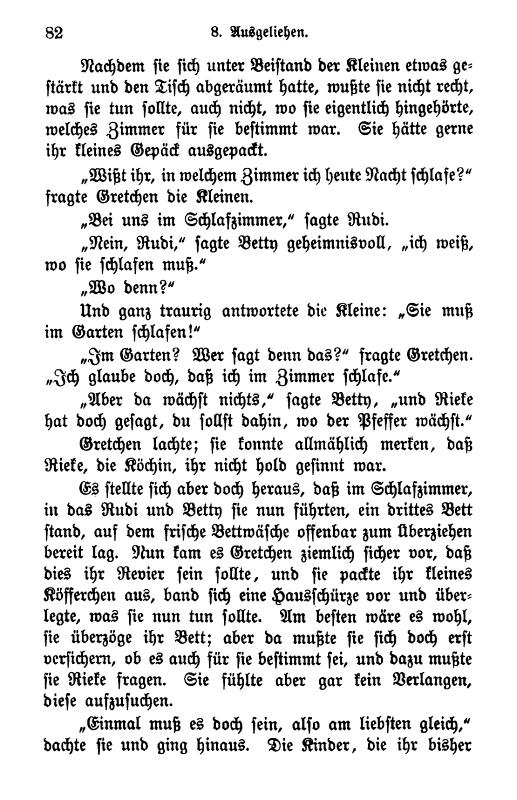 82 8. Ausgeliehen.
Nachdem sie sich unter Beistand der Kleinen etwas ge-
stärkt und den Tisch abgeräumt hatte, wußte sie nicht recht,
was sie tun sollte, auch nicht, wo sie eigentlich hingehörte,
welches Zimmer für sie bestimmt war. Sie hätte gerne
ihr kleines Gepäck ausgepackt.
„Wißt ihr, in welchem Zimmer ich heute Nacht schlafe?“
fragte Gretchen die Kleinen.
„Bei uns im Schlafzimmer,“ sagte Rudi.
„Nein, Rudi,“ sagte Betty geheimnisvoll, „ich weiß,
wo sie schlafen muß.“
„Wo denn?“
Und ganz traurig antwortete die Kleine: „Sie muß
im Garten schlafen!“
„Im Garten? Wer sagt denn das?“ fragte Gretchen.
„Ich glaube doch, daß ich im Zimmer schlafe.“
„Aber da wächst nichts,“ sagte Betty, „und Rieke
hat doch gesagt, du sollst dahin, wo der Pfeffer wächst.“
Gretchen lachte; sie konnte allmählich merken, daß
Rieke, die Köchin, ihr nicht hold gesinnt war.
Es stellte sich aber doch heraus, daß im Schlafzimmer,
in das Rudi und Betty sie nun führten, ein drittes Bett
stand, auf dem frische Bettwäsche offenbar zum Überziehen
bereit lag. Nun kam es Gretchen ziemlich sicher vor, daß
dies ihr Revier sein sollte, und sie packte ihr kleines
Köfferchen aus, band sich eine Hausschürze vor und über-
legte, was sie nun tun sollte. Am besten wäre es wohl,
sie überzöge ihr Bett; aber da mußte sie sich doch erst
versichern, ob es auch für sie bestimmt sei, und dazu mußte
sie Rieke fragen. Sie fühlte aber gar kein Verlangen,
diese aufzusuchen.
„Einmal muß es doch sein, also am liebsten gleich,“
dachte sie und ging hinaus. Die Kinder, die ihr bisher